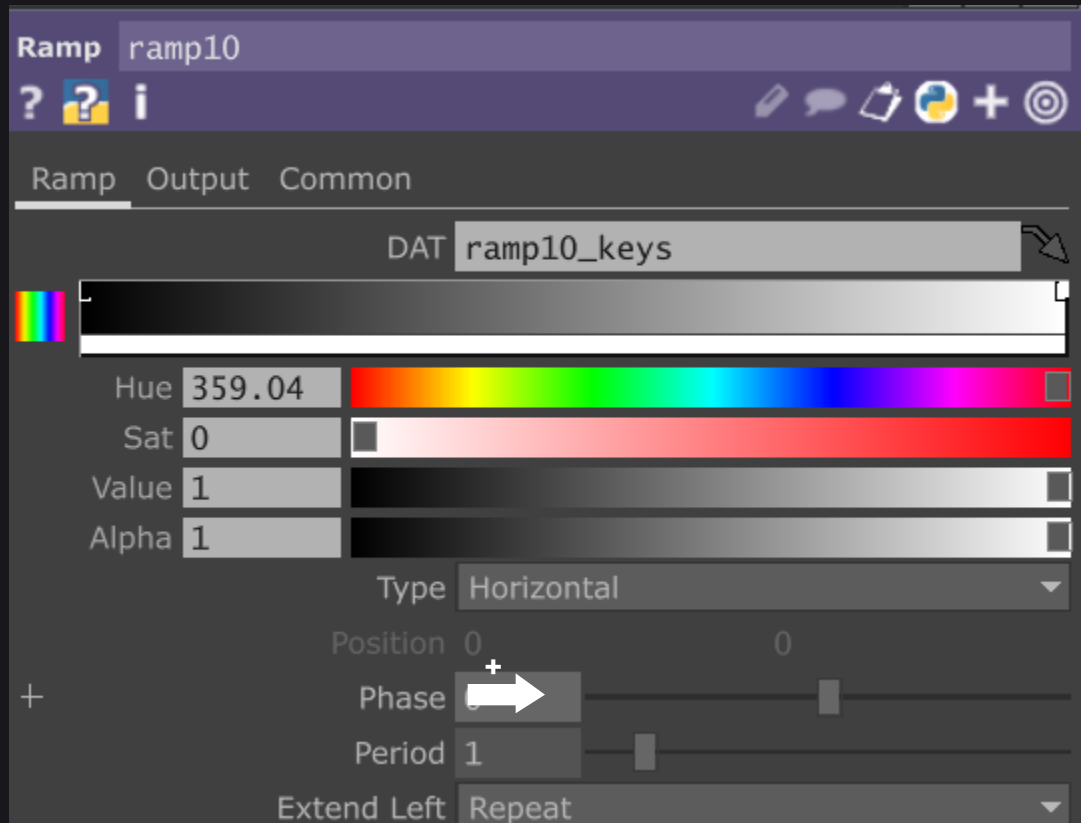 Ramp ramp10
? ? i
Ramp Output Common
DAT ramp10_keys
Hue 359.04
Sat 0
Value 1
Alpha 1
Type Horizontal
Position 0 0
Phase
Period 1
Extend Left Repeat